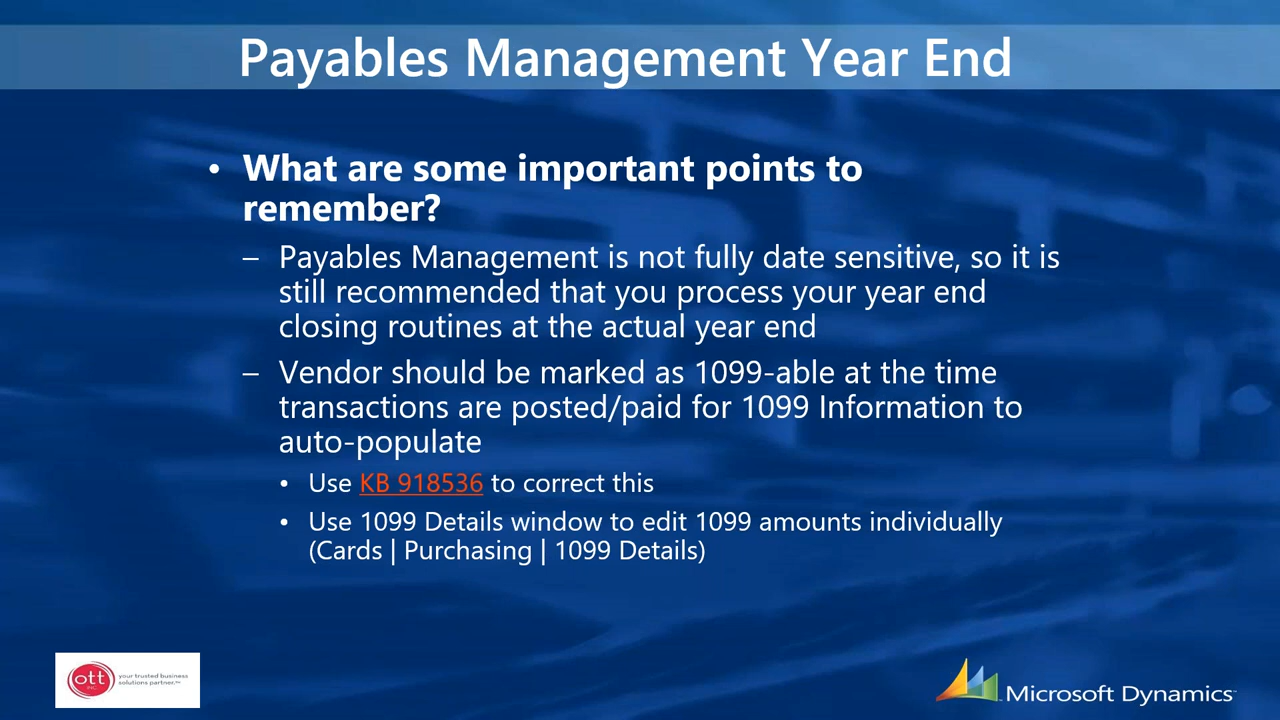 Payables Management Year End
• What are some important points to
remember?
– Payables Management is not fully date sensitive, so it is
still recommended that you process your year end
closing routines at the actual year end
– Vendor should be marked as 1099-able at the time
transactions are posted/paid for 1099 Information to
auto-populate
• Use KB 918536 to correct this
• Use 1099 Details window to edit 1099 amounts individually
(Cards | Purchasing | 1099 Details)
ott
INC.
your trusted business
solutions partner.™
Microsoft Dynamics™